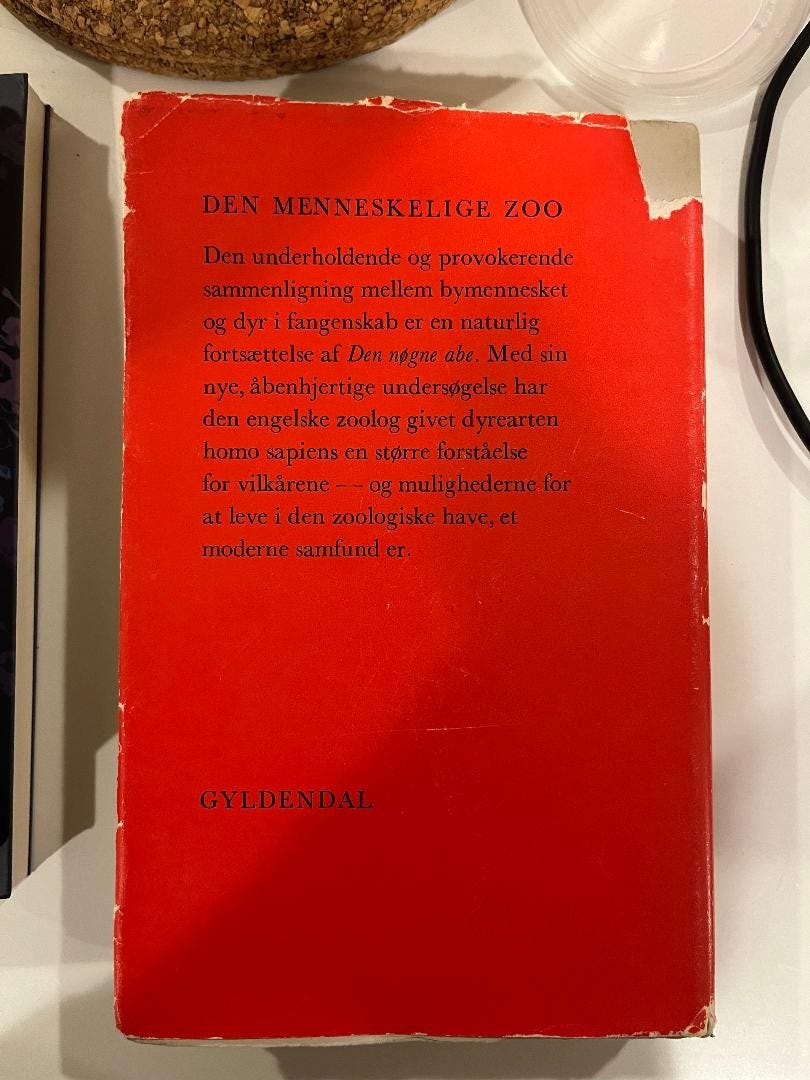 DEN MENNESKELIGE ZOO
Den underholdende og provokerende
sammenligning mellem bymennesket
og dyr i fangenskab er en naturlig
fortsættelse af Den nøgne abe. Med sin
nye, åbenhjertige undersøgelse har
den engelske zoolog givet dyrearten
homo sapiens en større forståelse
for vilkårene — og mulighederne for
at leve i den zoologiske have, et
moderne samfund er.
GYLDENDAL